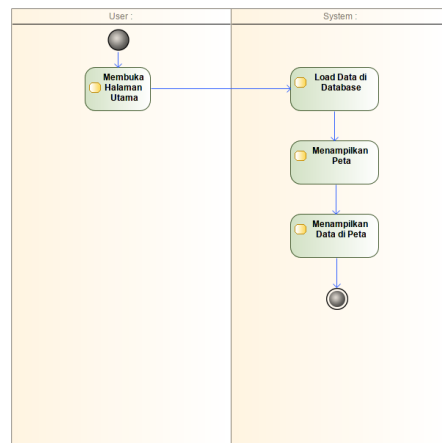 User :
System :
Membuka
Halaman
Utama
Load Data di
Database
Menampilkan
Peta
Menampilkan
Data di Peta